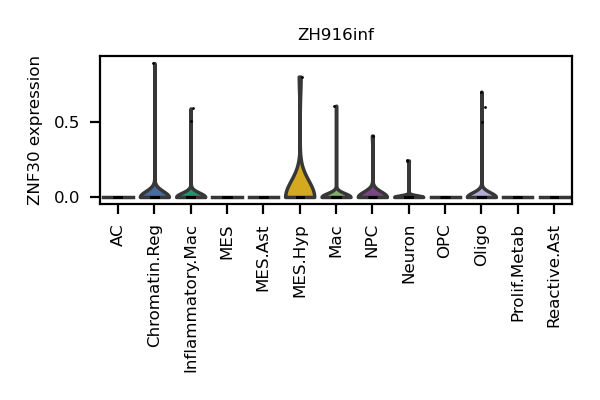 ZH916inf
ZNF30 expression
0.5
0.0
AC
Chromatin.Reg
Inflammatory.Mac
MES
MES.Ast
MES.Hyp
Mac
NPC
Neuron
OPC
Oligo
Prolif.Metab
Reactive.Ast